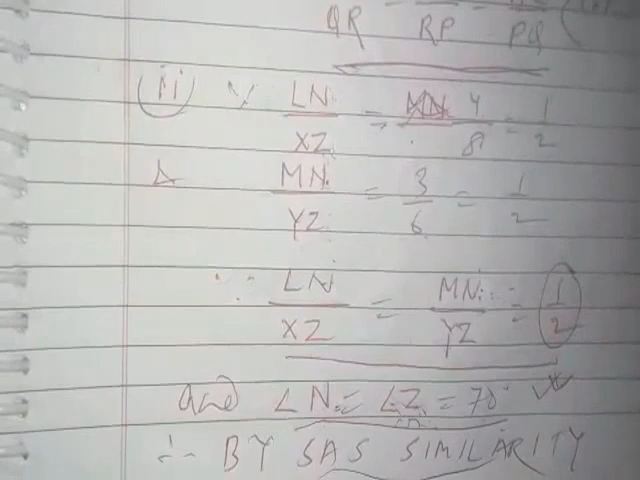 QR RP PQ
(ii) ∵ LN/XZ = 4/8 = 1/2
& MN/YZ = 3/6 = 1/2
∵ LN/XZ = MN/YZ = 1/2
and ∠N = ∠Z = 70°
∴ BY SAS SIMILARITY